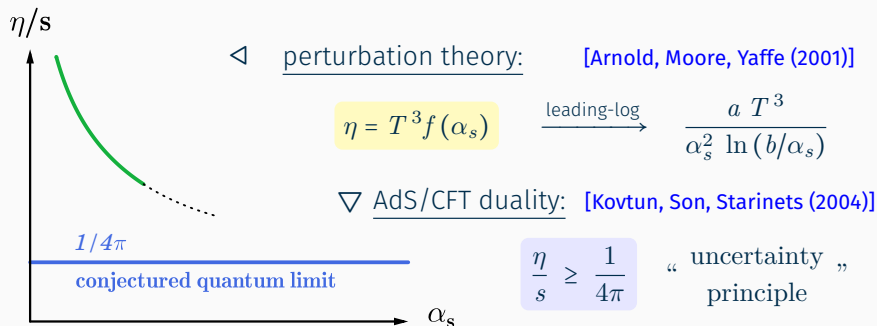 η/s
◁ perturbation theory: [Arnold, Moore, Yaffe (2001)]
η = T³ f(αₛ) leading-log ⟶ a T³ / αₛ² ln(b/αₛ)
▽ AdS/CFT duality: [Kovtun, Son, Starinets (2004)]
1/4π
conjectured quantum limit
η/s ≥ 1/4π “ uncertainty principle ”
αₛ